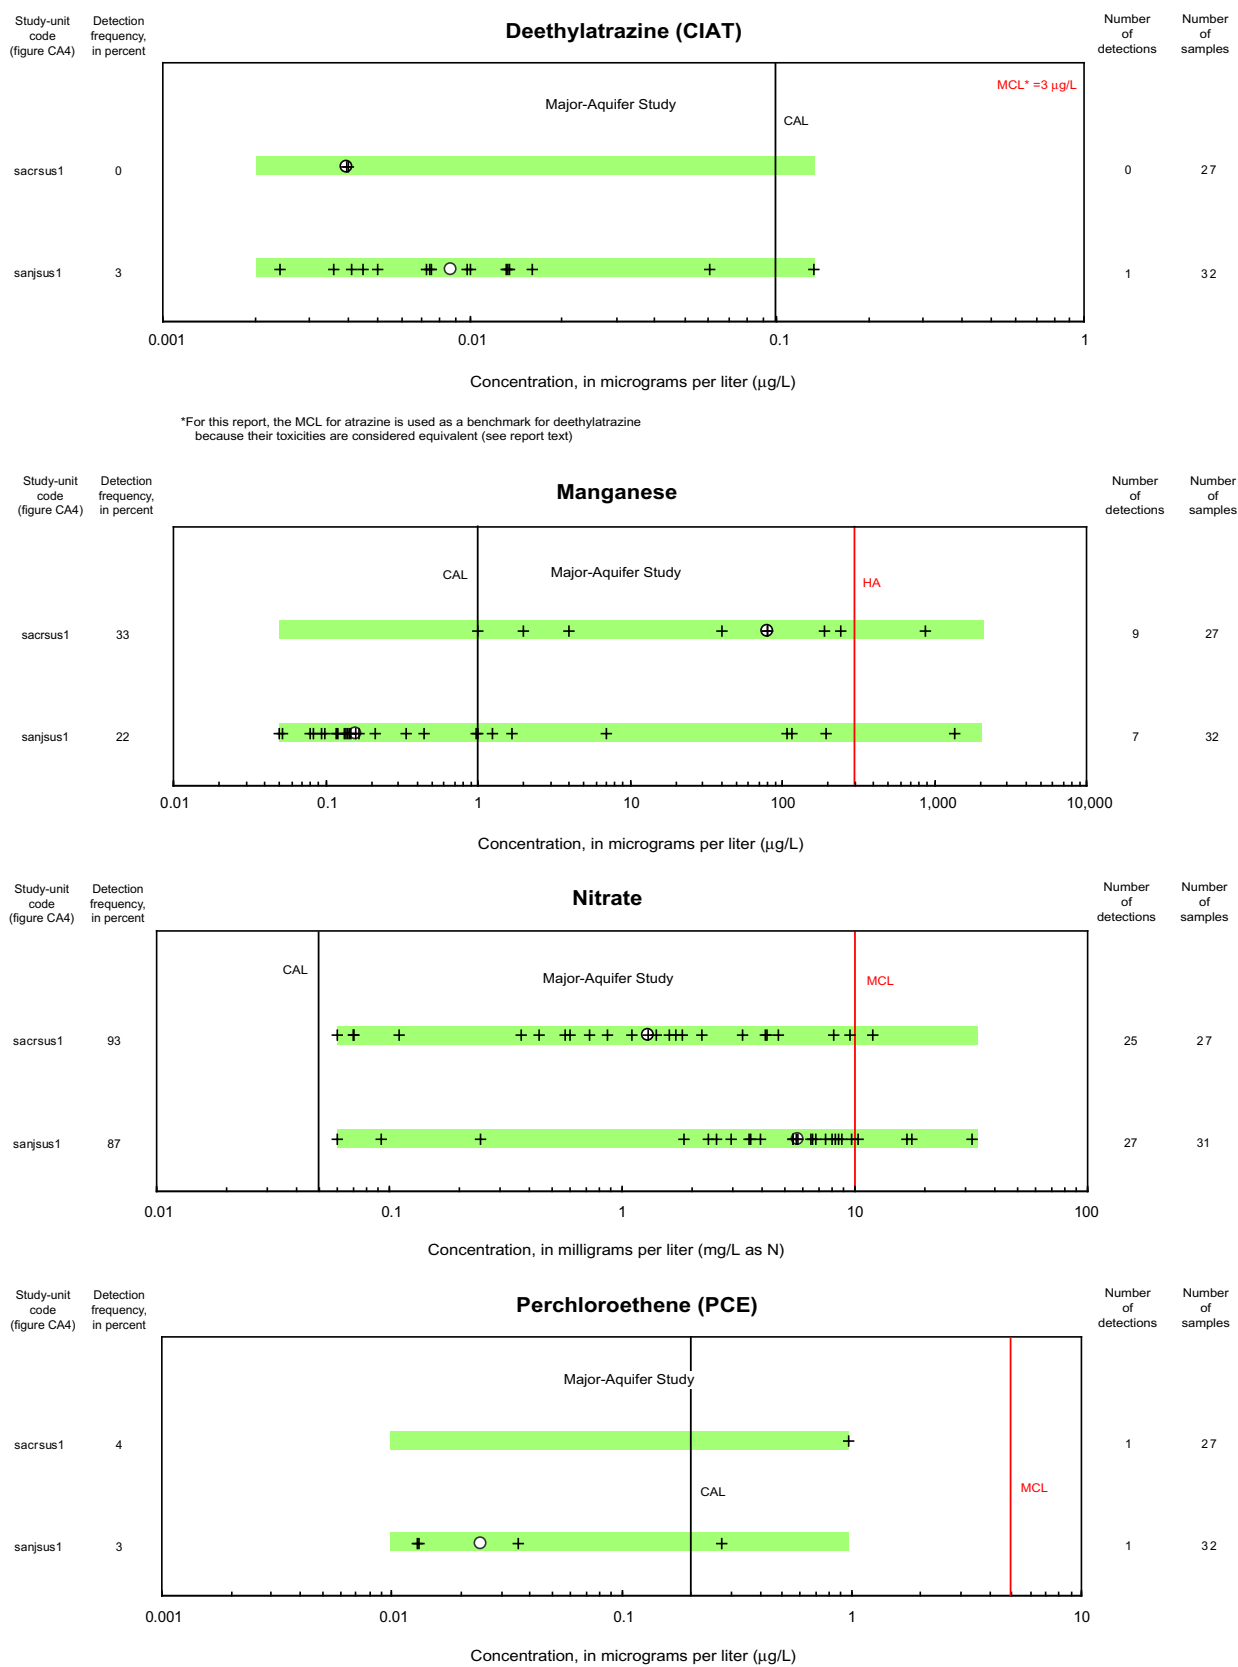 Study-unit code (figure CA4)
Detection frequency, in percent
Deethylatrazine (CIAT)
Number of detections
Number of samples
MCL* =3 µg/L
Major-Aquifer Study
CAL
sacrsus1 0 0 27
sanjsus1 3 1 32
0.001 0.01 0.1 1
Concentration, in micrograms per liter (µg/L)
*For this report, the MCL for atrazine is used as a benchmark for deethylatrazine
because their toxicities are considered equivalent (see report text)
Study-unit code (figure CA4)
Detection frequency, in percent
Manganese
Number of detections
Number of samples
CAL
Major-Aquifer Study
HA
sacrsus1 33 9 27
sanjsus1 22 7 32
0.01 0.1 1 10 100 1,000 10,000
Concentration, in micrograms per liter (µg/L)
Study-unit code (figure CA4)
Detection frequency, in percent
Nitrate
Number of detections
Number of samples
CAL
Major-Aquifer Study
MCL
sacrsus1 93 25 27
sanjsus1 87 27 31
0.01 0.1 1 10 100
Concentration, in milligrams per liter (mg/L as N)
Study-unit code (figure CA4)
Detection frequency, in percent
Perchloroethene (PCE)
Number of detections
Number of samples
Major-Aquifer Study
sacrsus1 4 1 27
CAL
MCL
sanjsus1 3 1 32
0.001 0.01 0.1 1 10
Concentration, in micrograms per liter (µg/L)